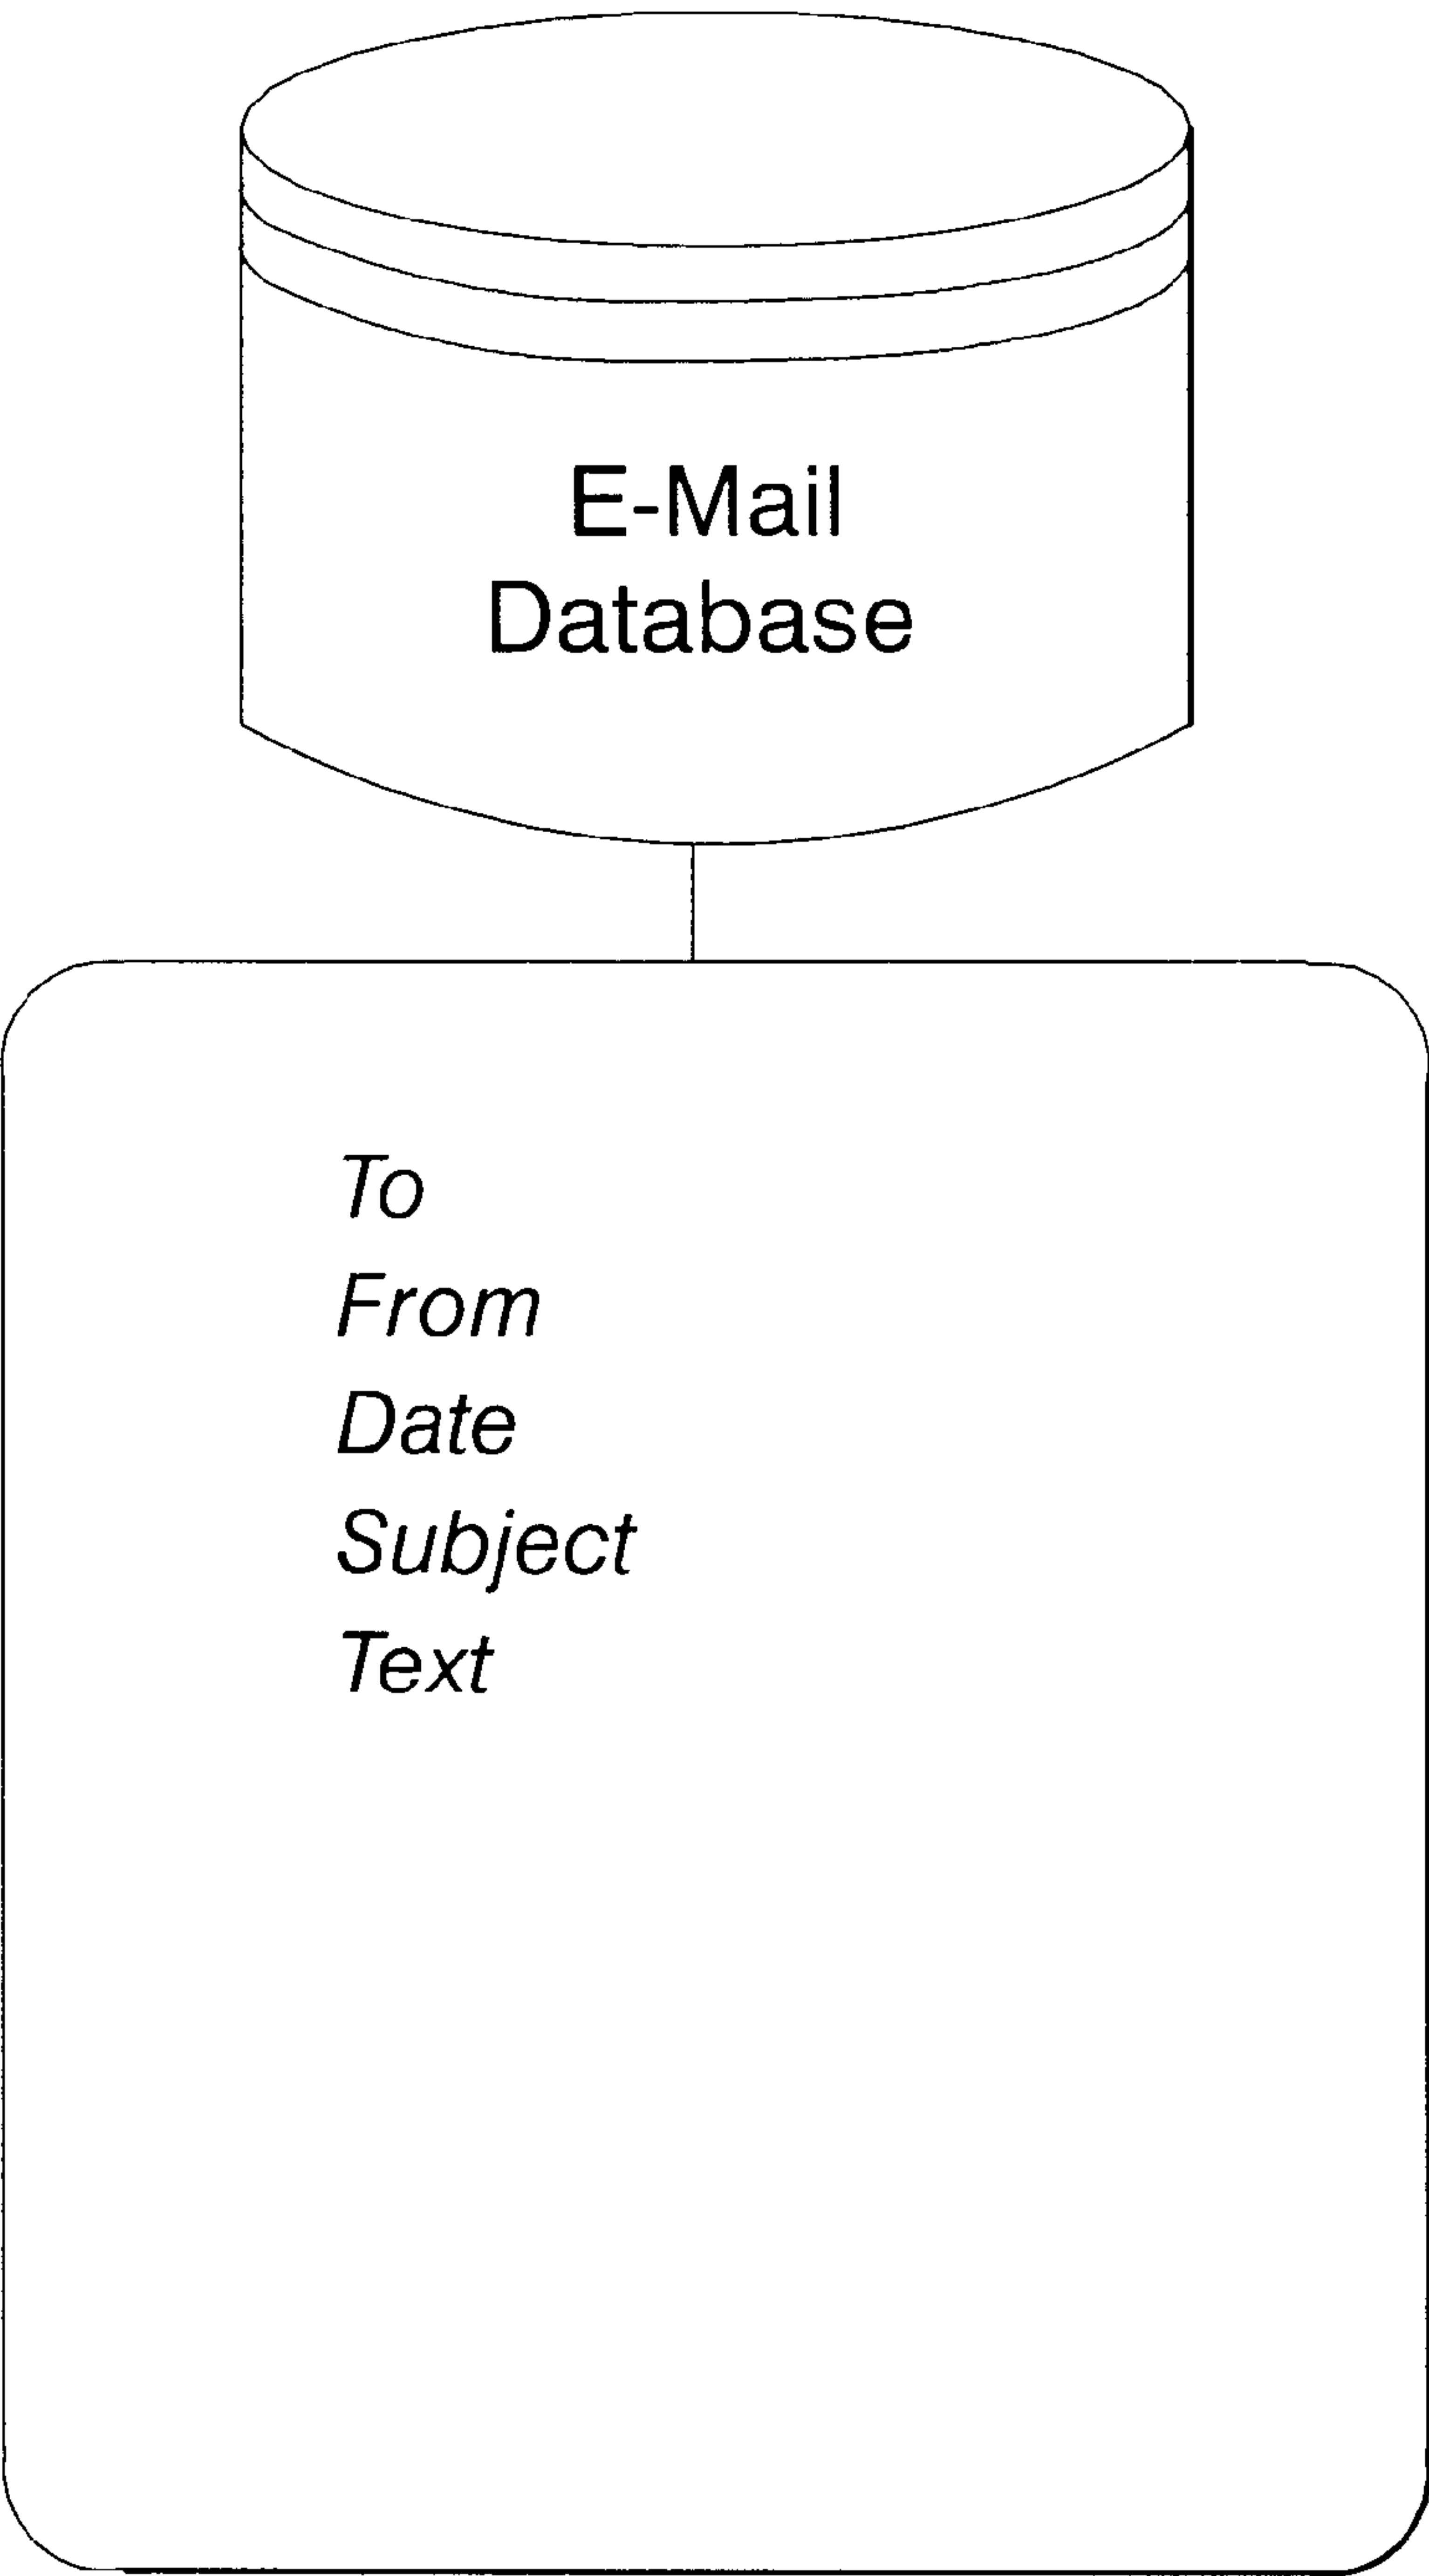 E-Mail
Database
To
From
Date
Subject
Text